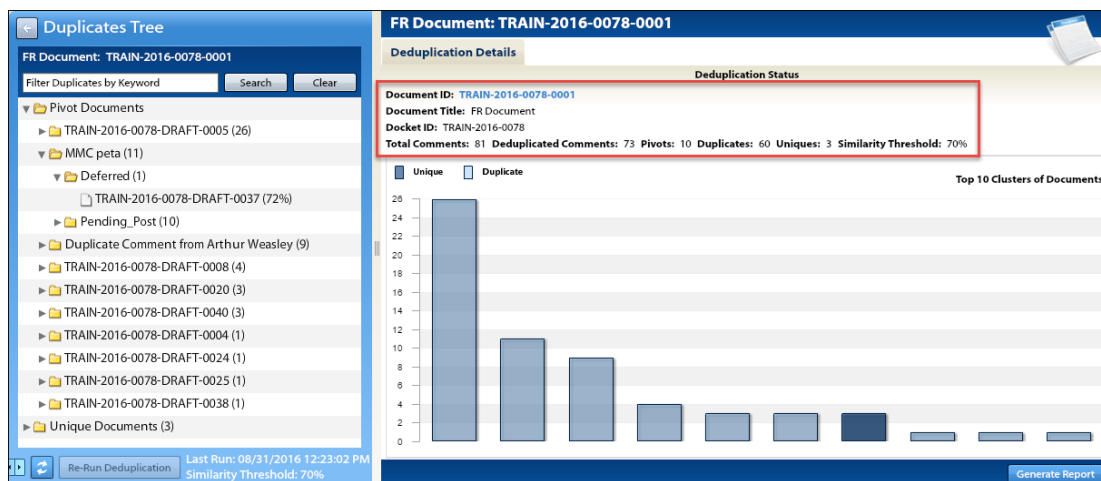 Duplicates Tree
FR Document: TRAIN-2016-0078-0001
Filter Duplicates by Keyword Search Clear
Pivot Documents
TRAIN-2016-0078-DRAFT-0005 (26)
MMC peta (11)
Deferred (1)
TRAIN-2016-0078-DRAFT-0037 (72%)
Pending_Post (10)
Duplicate Comment from Arthur Weasley (9)
TRAIN-2016-0078-DRAFT-0008 (4)
TRAIN-2016-0078-DRAFT-0020 (3)
TRAIN-2016-0078-DRAFT-0040 (3)
TRAIN-2016-0078-DRAFT-0004 (1)
TRAIN-2016-0078-DRAFT-0024 (1)
TRAIN-2016-0078-DRAFT-0025 (1)
TRAIN-2016-0078-DRAFT-0038 (1)
Unique Documents (3)
Re-Run Deduplication
Last Run: 08/31/2016 12:23:02 PM
Similarity Threshold: 70%
FR Document: TRAIN-2016-0078-0001
Deduplication Details
Deduplication Status
Document ID: TRAIN-2016-0078-0001
Document Title: FR Document
Docket ID: TRAIN-2016-0078
Total Comments: 81 Deduplicated Comments: 73 Pivots: 10 Duplicates: 60 Uniques: 3 Similarity Threshold: 70%
Unique Duplicate
Top 10 Clusters of Documents
26
24
22
20
18
16
14
12
10
8
6
4
2
0
Generate Report